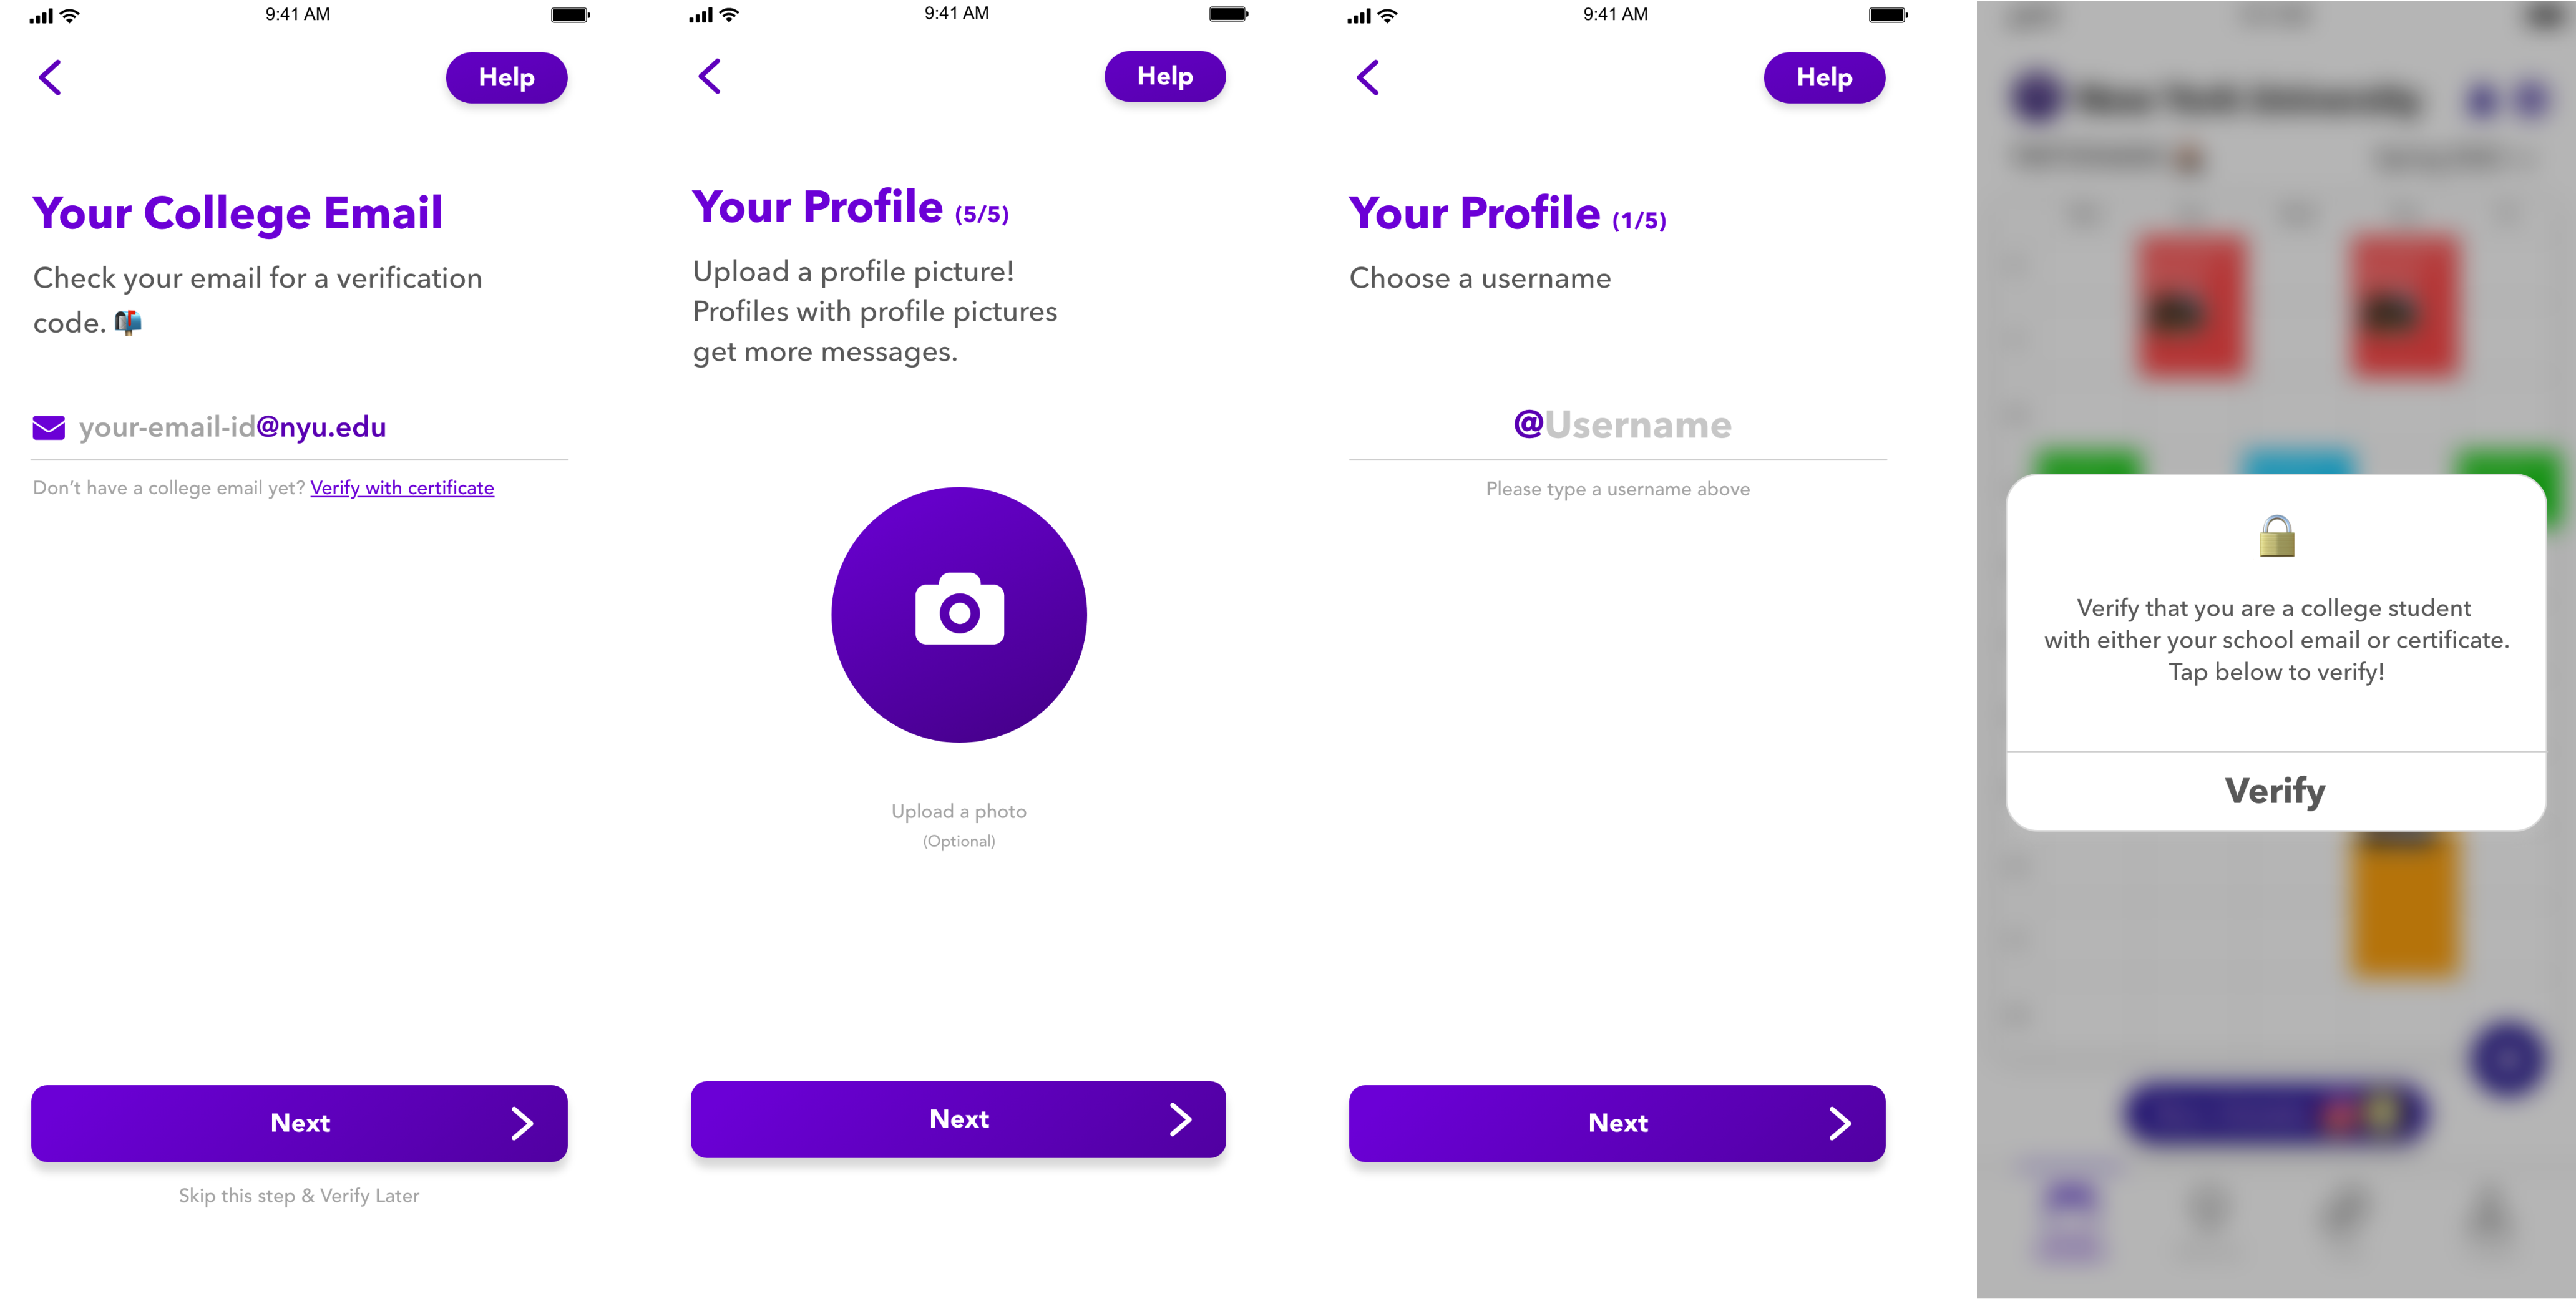 9:41 AM
Help
Your College Email
Check your email for a verification
code.
your-email-id@nyu.edu
Don't have a college email yet? Verify with certificate
Next
Skip this step & Verify Later
9:41 AM
Help
Your Profile (5/5)
Upload a profile picture!
Profiles with profile pictures
get more messages.
Upload a photo
(Optional)
Next
9:41 AM
Help
Your Profile (1/5)
Choose a username
@Username
Please type a username above
Next
New York University
Verify that you are a college student
with either your school email or certificate.
Tap below to verify!
Verify